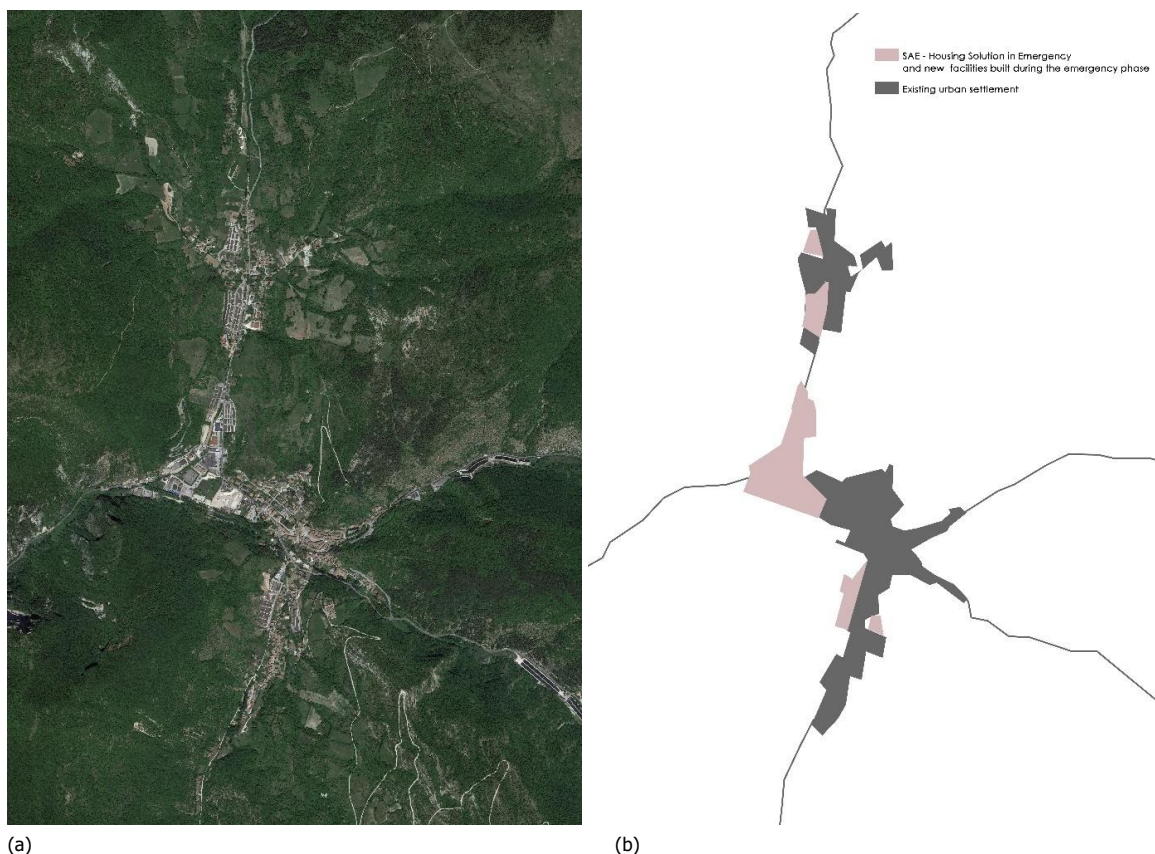 SAE - Housing Solution in Emergency
and new facilities built during the emergency phase
Existing urban settlement
(a)
(b)